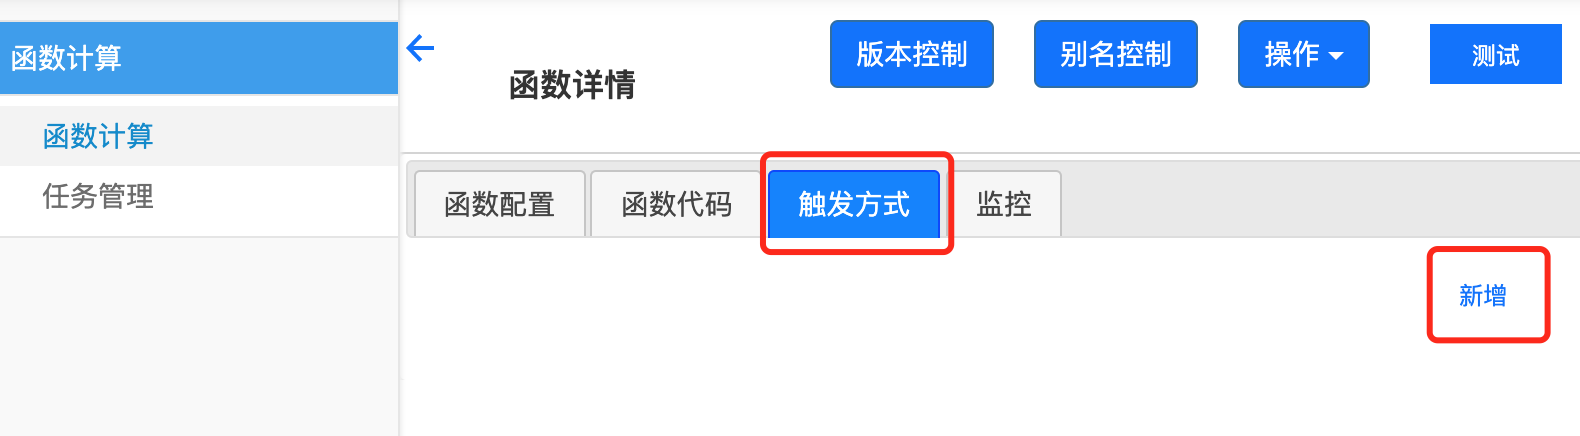 函数计算
函数计算
任务管理
函数详情
版本控制
别名控制
操作
测试
函数配置
函数代码
触发方式
监控
新增